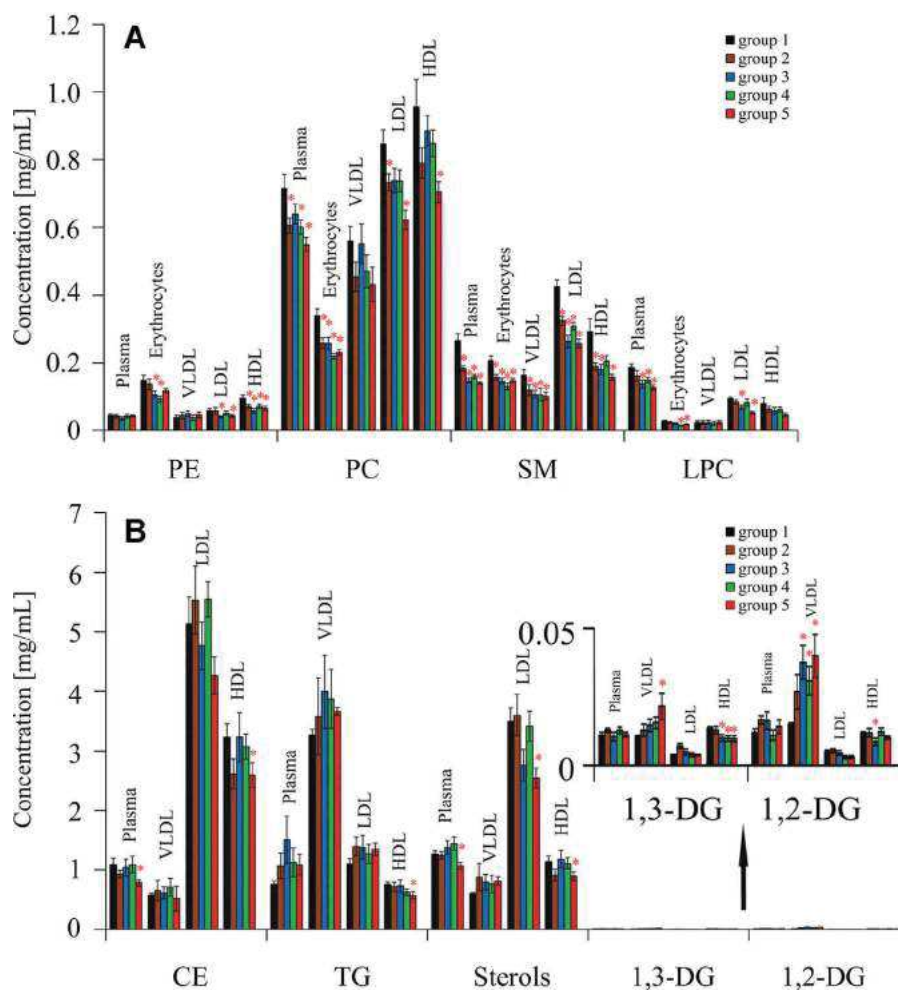 A
1.2
1.0
0.8
0.6
0.4
0.2
0
Concentration [mg/mL]
group 1
group 2
group 3
group 4
group 5
Plasma
Erythrocytes
VLDL
LDL
HDL
Plasma
Erythrocytes
VLDL
LDL
HDL
Plasma
Erythrocytes
VLDL
LDL
HDL
Plasma
Erythrocytes
VLDL
LDL
HDL
PE PC SM LPC
B
7
6
5
4
3
2
1
0
Concentration [mg/mL]
group 1
group 2
group 3
group 4
group 5
Plasma
VLDL
LDL
HDL
Plasma
VLDL
LDL
HDL
Plasma
VLDL
LDL
HDL
0.05
0
Plasma
VLDL
LDL
HDL
Plasma
VLDL
LDL
HDL
1,3-DG 1,2-DG
CE TG Sterols 1,3-DG 1,2-DG